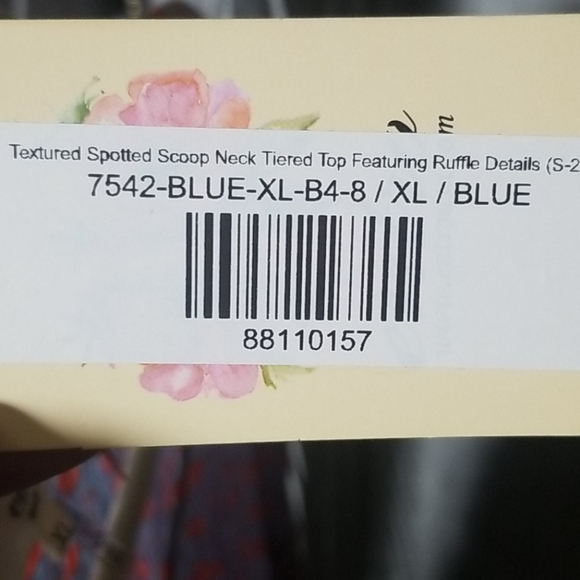 Textured Spotted Scoop Neck Tiered Top Featuring Ruffle Details (S-2
7542-BLUE-XL-B4-8 / XL / BLUE
88110157
m